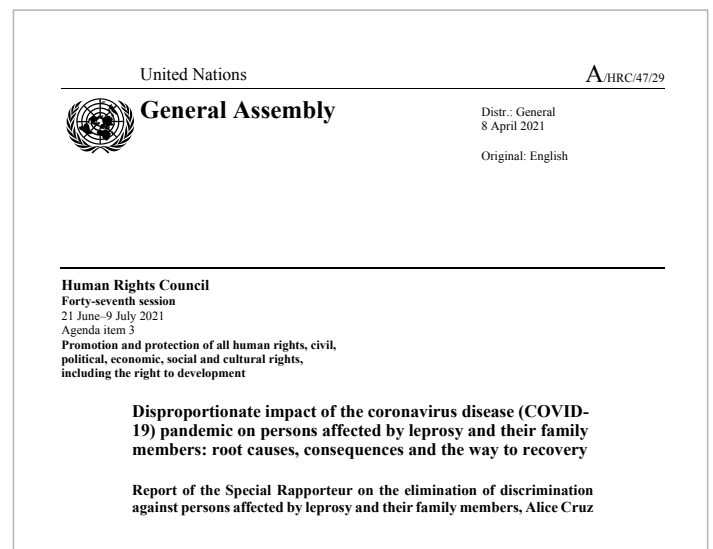 United Nations
A/HRC/47/29
General Assembly
Distr.: General
8 April 2021
Original: English
Human Rights Council
Forty-seventh session
21 June–9 July 2021
Agenda item 3
Promotion and protection of all human rights, civil,
political, economic, social and cultural rights,
including the right to development
Disproportionate impact of the coronavirus disease (COVID-
19) pandemic on persons affected by leprosy and their family
members: root causes, consequences and the way to recovery
Report of the Special Rapporteur on the elimination of discrimination
against persons affected by leprosy and their family members, Alice Cruz